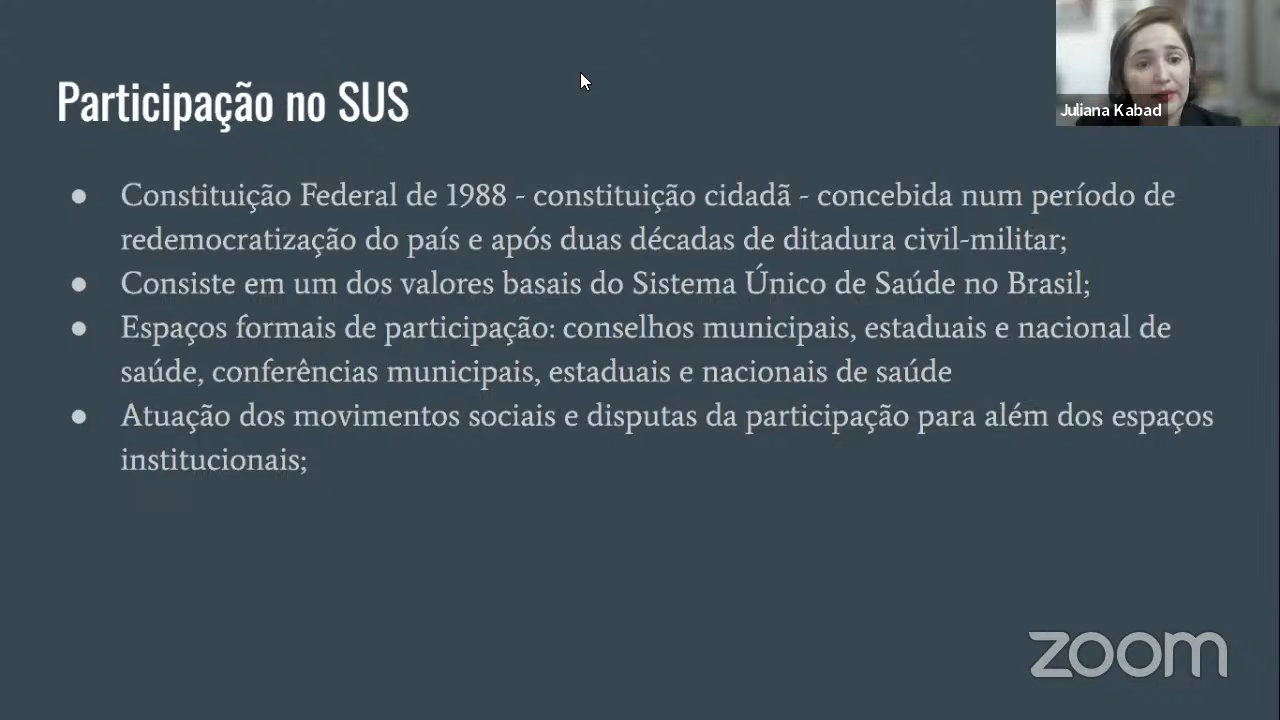 Participação no SUS
Juliana Kabad
● Constituição Federal de 1988 - constituição cidadã - concebida num período de
redemocratização do país e após duas décadas de ditadura civil-militar;
● Consiste em um dos valores basais do Sistema Único de Saúde no Brasil;
● Espaços formais de participação: conselhos municipais, estaduais e nacional de
saúde, conferências municipais, estaduais e nacionais de saúde
● Atuação dos movimentos sociais e disputas da participação para além dos espaços
institucionais;
zoom